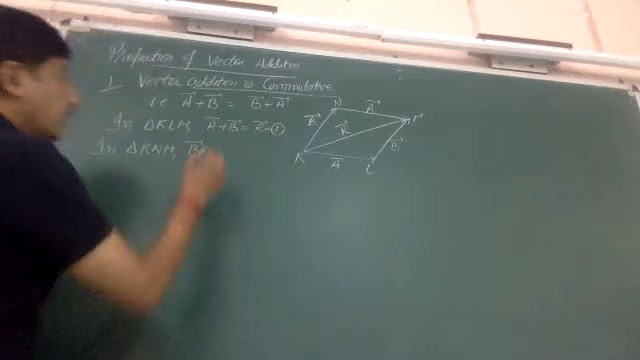 Properties of Vector Addition
1 Vector addition is Commutative
i.e A⃗+B⃗ = B⃗+A⃗
In ΔKLM, A⃗+B⃗ = R⃗-①
In ΔKNM, B⃗
N A⃗ M
B⃗ R⃗ B⃗
K A⃗ L